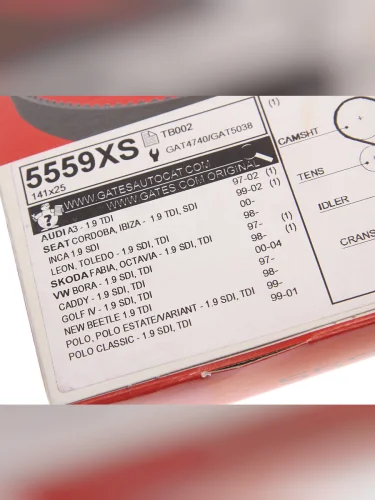 5559XS
141x25
TB002
GAT4740/GAT5038
(1)
WWW.GATESAUTOCAT.COM
WWW.GATES.COM ORIGINAL
AUDI A3 - 1.9 TDI 97-02 (1)
SEAT CORDOBA, IBIZA - 1.9 TDI, SDI 99-02 (1)
INCA 1.9 SDI 00-
LEON, TOLEDO - 1.9 SDI, TDI 98-
SKODA FABIA, OCTAVIA - 1.9 SDI, TDI 97- (1)
VW BORA - 1.9 SDI, TDI 98- (1)
CADDY - 1.9 SDI, TDI 00-04
GOLF IV - 1.9 SDI, TDI 97-
NEW BEETLE 1.9 TDI 98-
POLO, POLO ESTATE/VARIANT - 1.9 SDI, TDI 99-
POLO CLASSIC - 1.9 SDI, TDI 99-01
CAMSHT
TENS
IDLER
CRANS